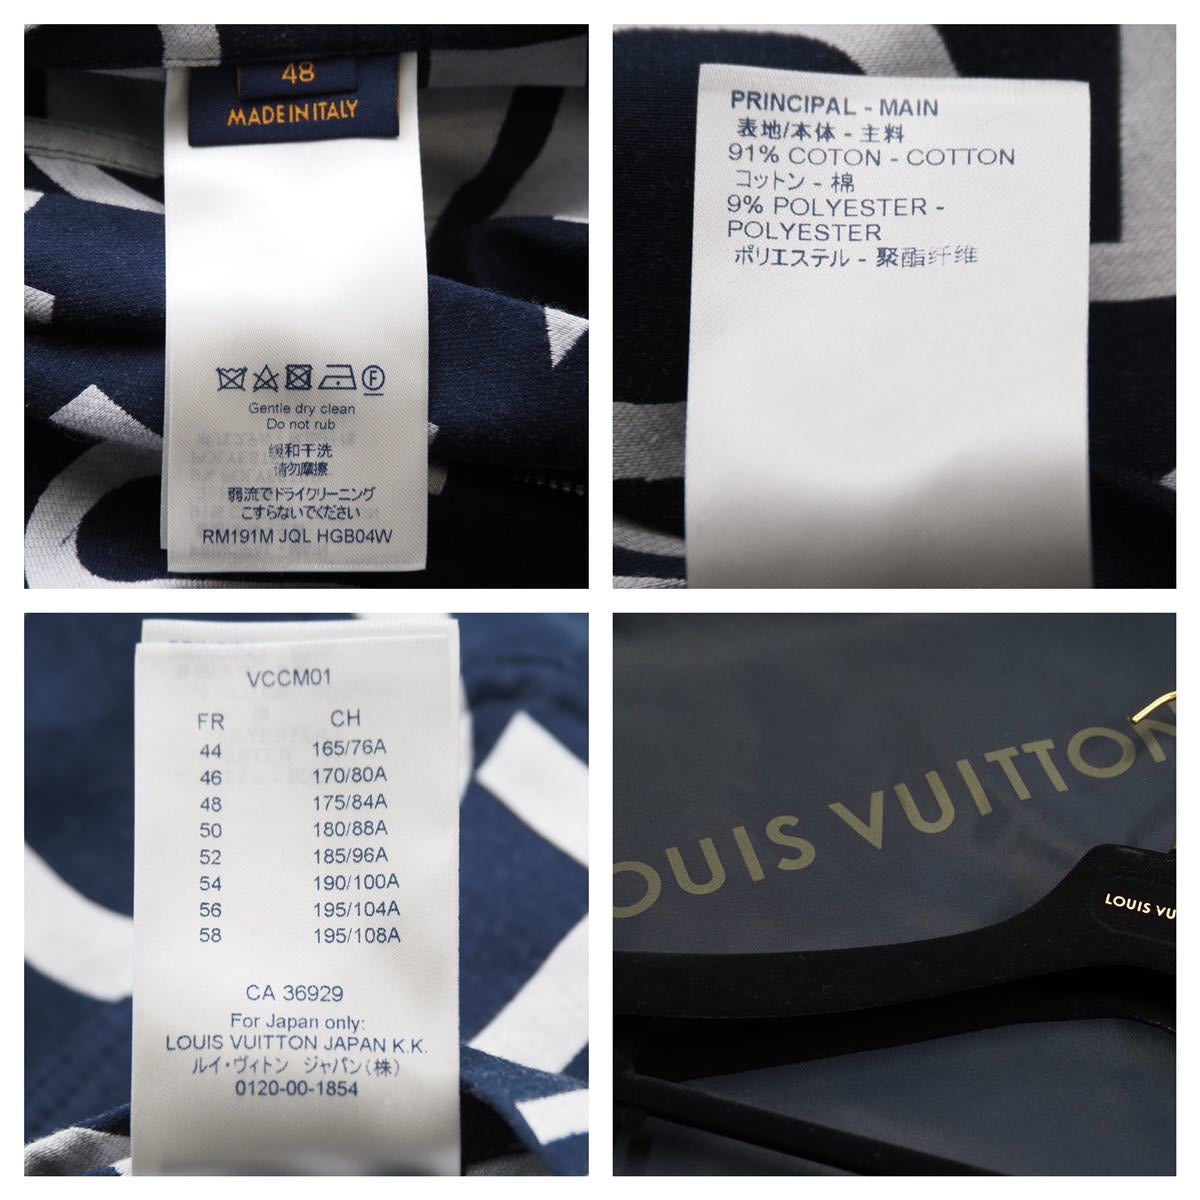 48
MADE IN ITALY
Gentle dry clean
Do not rub
缓和干洗
请勿摩擦
弱流でドライクリーニング
こすらないでください
RM191M JQL HGB04W
PRINCIPAL - MAIN
表地/本体 - 主料
91% COTON - COTTON
コットン - 棉
9% POLYESTER -
POLYESTER
ポリエステル - 聚酯纤维
VCCM01
FR CH
44 165/76A
46 170/80A
48 175/84A
50 180/88A
52 185/96A
54 190/100A
56 195/104A
58 195/108A
CA 36929
For Japan only:
LOUIS VUITTON JAPAN K.K.
ルイ・ヴィトン ジャパン(株)
0120-00-1854
LOUIS VUITTON
LOUIS VU